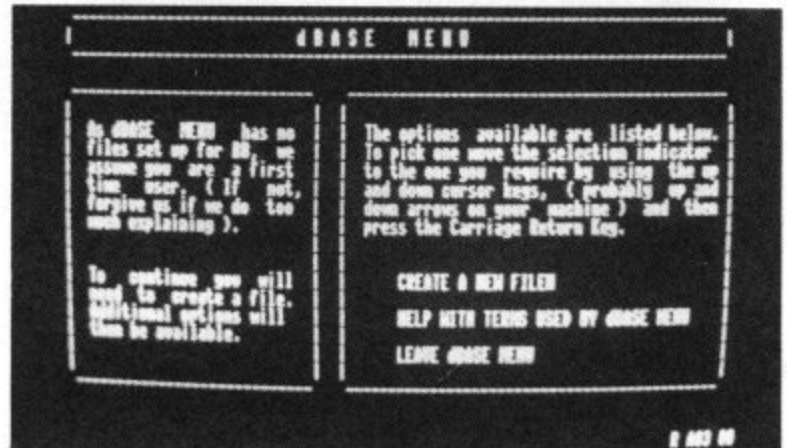 dBASE MENU
As dBASE MENU has no
files set up for BB, we
assume you are a first
time user. ( If not,
forgive us if we do too
much explaining ).
To continue you will
need to create a file.
Additional options will
then be available.
The options available are listed below.
To pick one move the selection indicator
to the one you require by using the up
and down cursor keys, ( probably up and
down arrows on your machine ) and then
press the Carriage Return Key.
CREATE A NEW FILE
HELP WITH TERMS USED BY dBASE MENU
LEAVE dBASE MENU